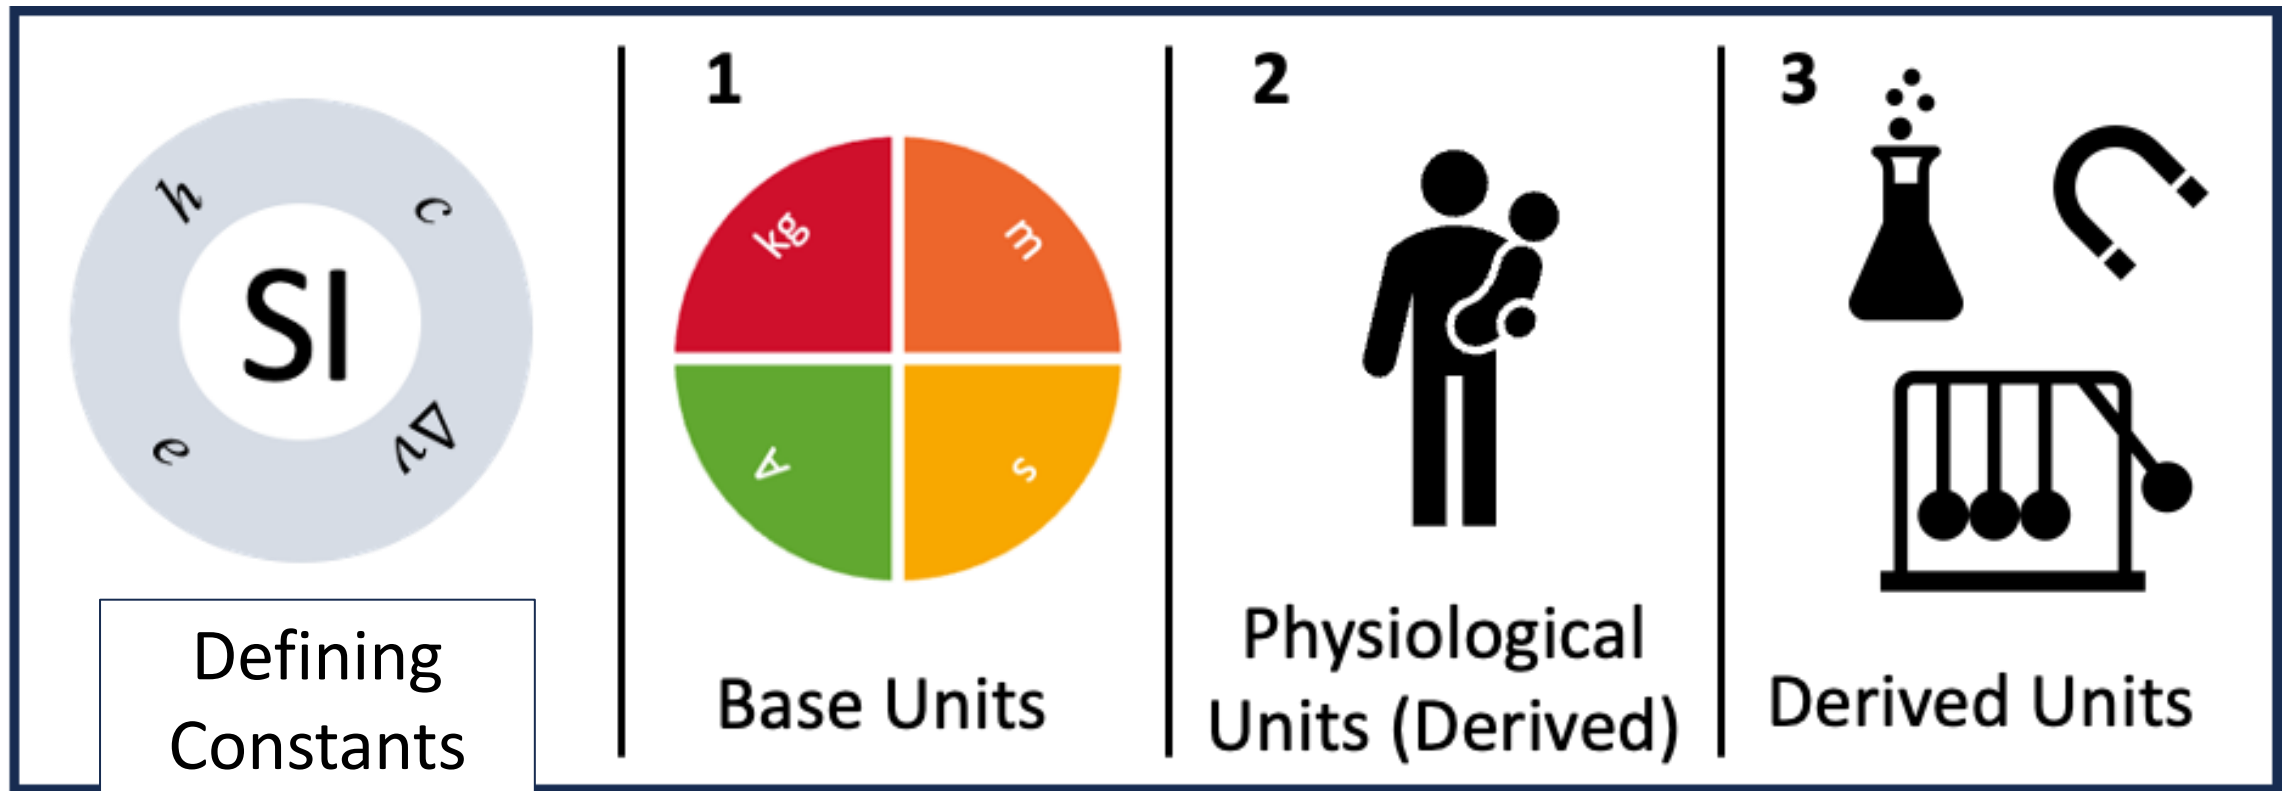 h
c
SI
e
Δν
Defining
Constants
1
kg
m
A
s
Base Units
2
Physiological
Units (Derived)
3
Derived Units